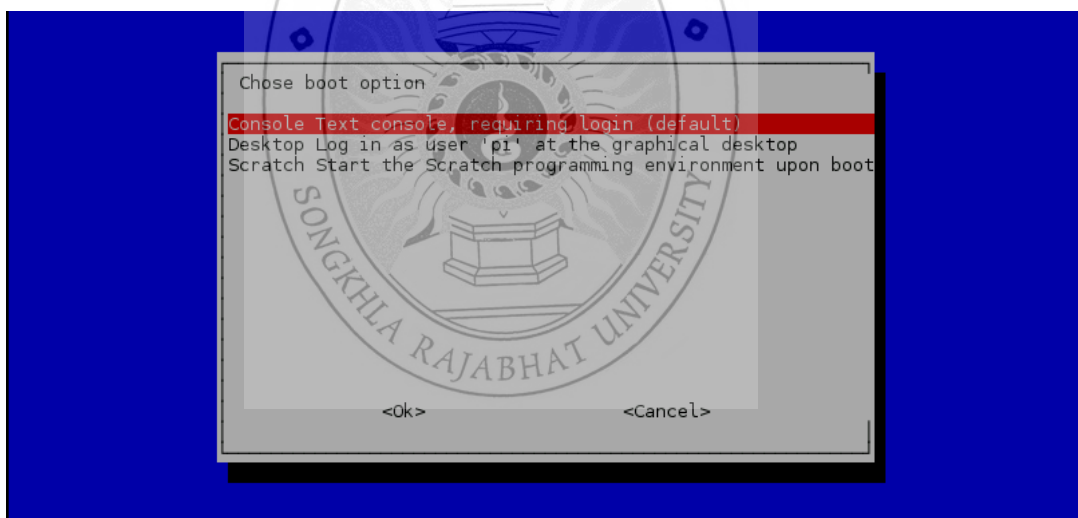 Chose boot option
Console Text console, requiring login (default)
Desktop Log in as user 'pi' at the graphical desktop
Scratch Start the Scratch programming environment upon boot
<Ok> <Cancel>
SONGKHLA RAJABHAT UNIVERSITY